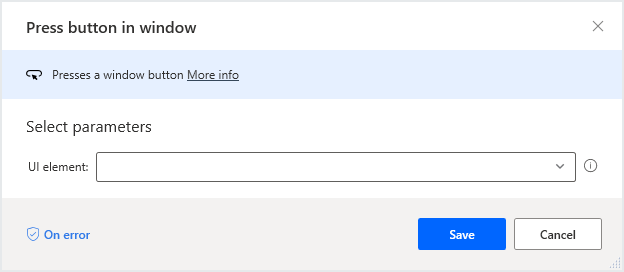 Press button in window
Presses a window button More info
Select parameters
UI element:
On error
Save
Cancel